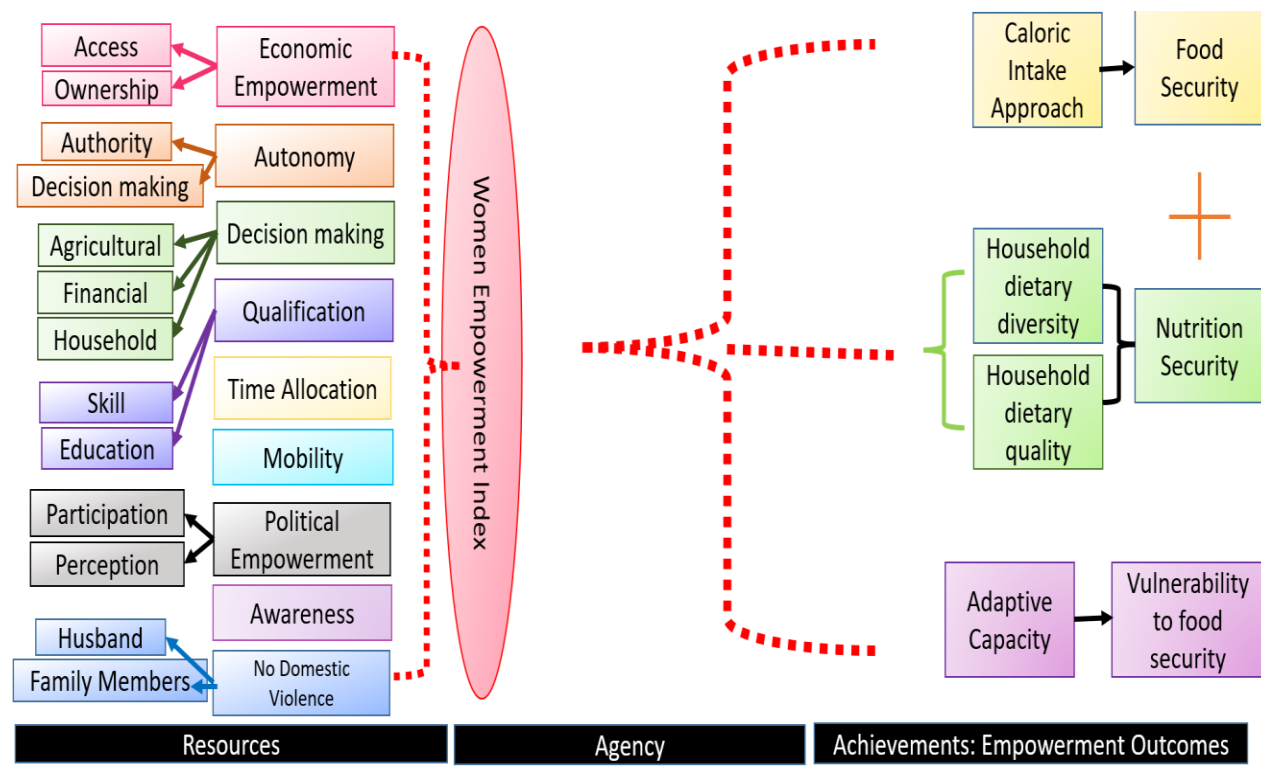 Access
Ownership
Economic
Empowerment
Authority
Decision making
Autonomy
Agricultural
Financial
Household
Decision making
Skill
Education
Qualification
Time Allocation
Mobility
Participation
Perception
Political
Empowerment
Awareness
Husband
Family Members
No Domestic
Violence
Women Empowerment Index
Caloric
Intake
Approach
Food
Security
Household
dietary
diversity
Household
dietary
quality
Nutrition
Security
Adaptive
Capacity
Vulnerability
to food
security
Resources
Agency
Achievements: Empowerment Outcomes